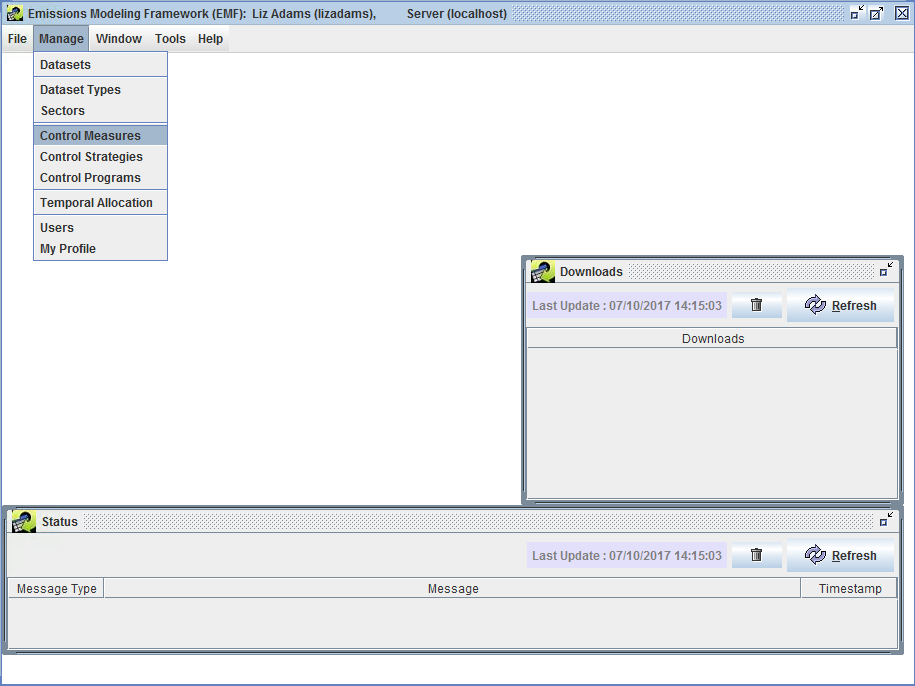 Emissions Modeling Framework (EMF): Liz Adams (lizadams), Server (localhost)
File Manage Window Tools Help
Datasets
Dataset Types
Sectors
Control Measures
Control Strategies
Control Programs
Temporal Allocation
Users
My Profile
Downloads
Last Update : 07/10/2017 14:15:03 Refresh
Downloads
Status
Last Update : 07/10/2017 14:15:03 Refresh
Message Type Message Timestamp